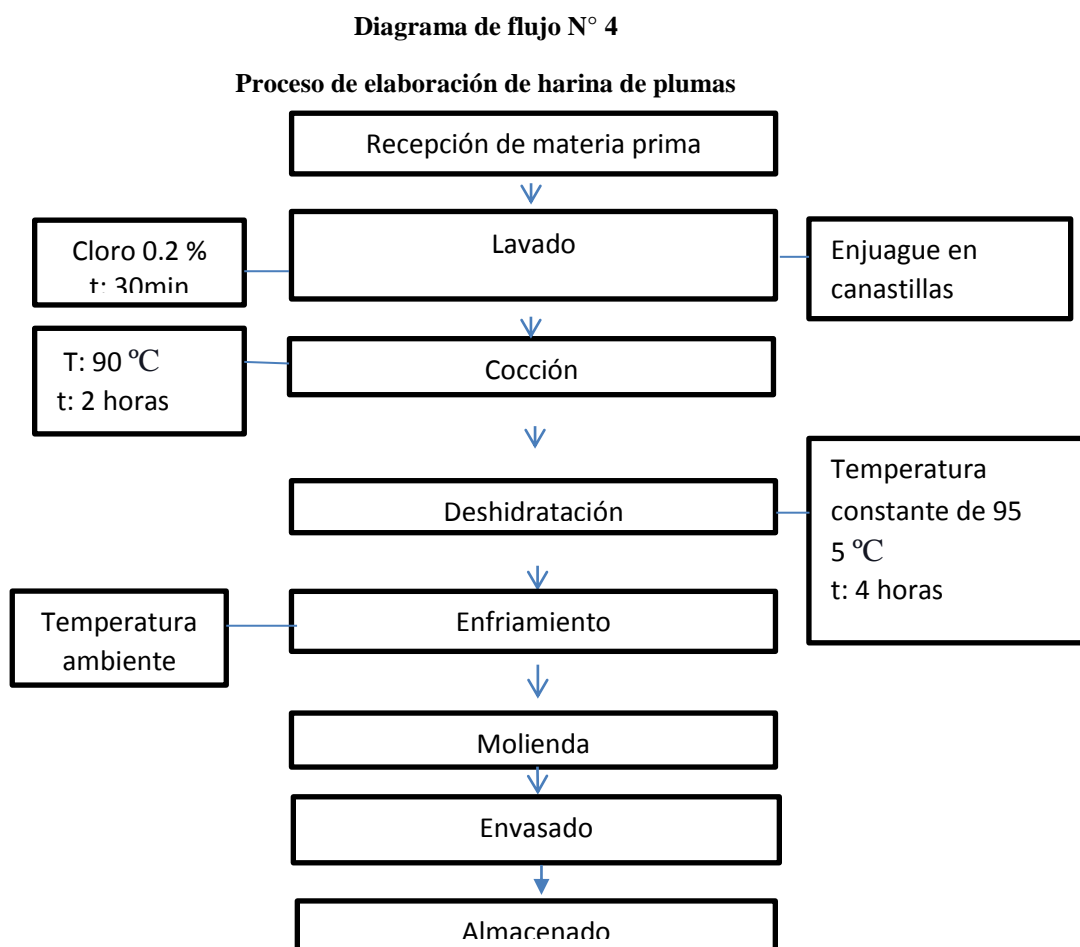 Diagrama de flujo N° 4
Proceso de elaboración de harina de plumas
Recepción de materia prima
Lavado
Cloro 0.2 %
t: 30min
Enjuague en
canastillas
T: 90 ºC
t: 2 horas
Cocción
Deshidratación
Temperatura
constante de 95
5 ºC
t: 4 horas
Temperatura
ambiente
Enfriamiento
Molienda
Envasado
Almacenado